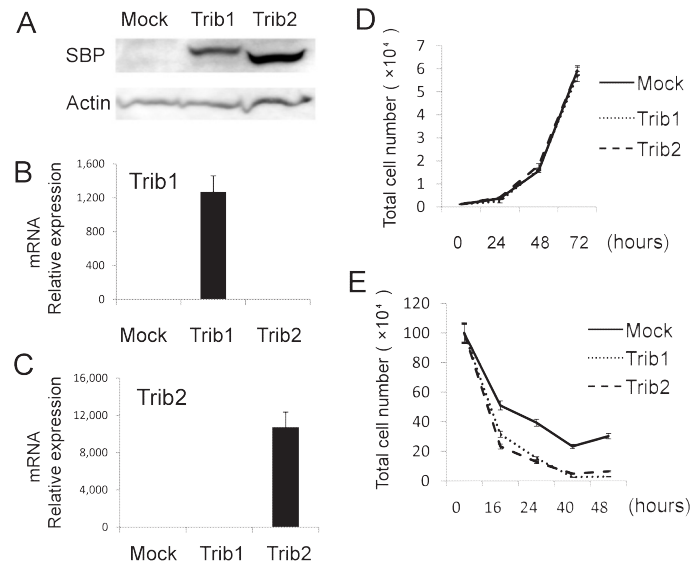 A
Mock Trib1 Trib2
SBP
Actin
B
mRNA
Relative expression
1,600
1,200
800
400
0
Trib1
Mock Trib1 Trib2
C
mRNA
Relative expression
16,000
12,000
8,000
4,000
0
Trib2
Mock Trib1 Trib2
D
Total cell number ( ×10⁴ )
7
6
5
4
3
2
1
0
0 24 48 72 (hours)
Mock
Trib1
Trib2
E
Total cell number ( ×10⁴ )
120
100
80
60
40
20
0
0 16 24 40 48 (hours)
Mock
Trib1
Trib2